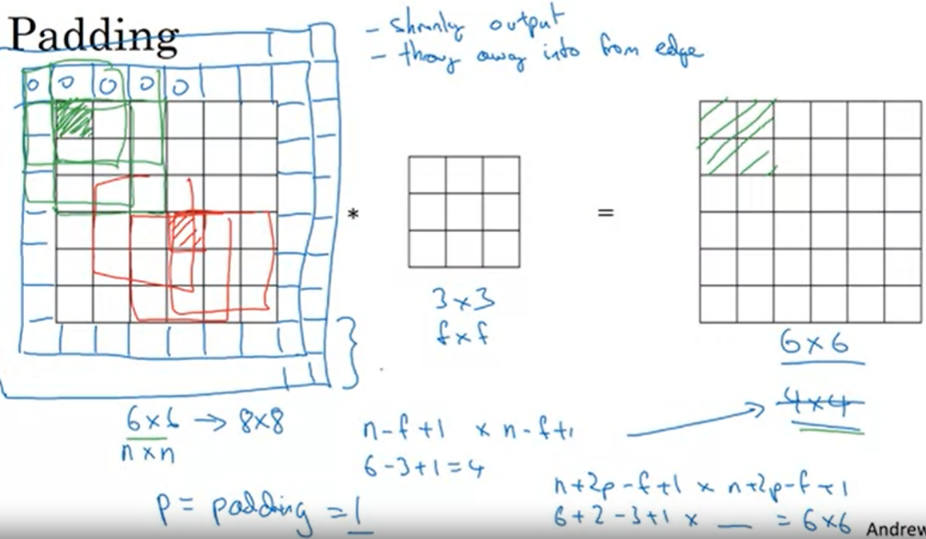 Padding
- shrinky output
- throw away info from edge
0 0 0 0 0
*
=
3 x 3
f x f
6 x 6
4 x 4
6 x 6 → 8 x 8
n x n
n-f+1 x n-f+1
6-3+1=4
p = padding = 1
n+2p-f+1 x n+2p-f+1
6+2-3+1 x __ = 6 x 6
Andrew